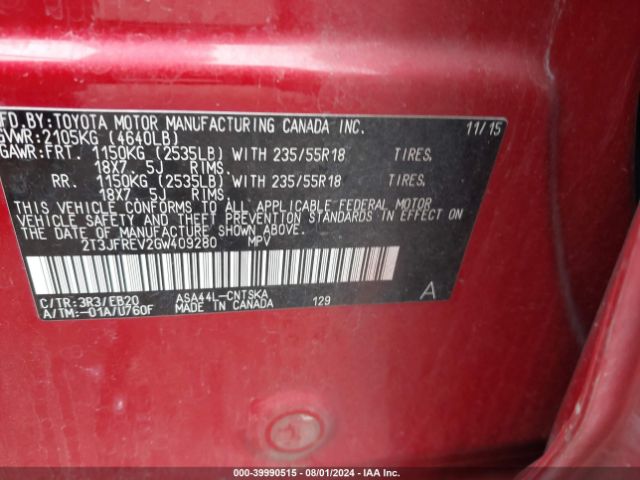 FD.BY:TOYOTA MOTOR MANUFACTURING CANADA INC. 11/15
GVWR:2105KG (4640LB)
GAWR:FRT. 1150KG (2535LB) WITH 235/55R18 TIRES.
18X7.5J RIMS.
RR. 1150KG (2535LB) WITH 235/55R18 TIRES.
18X7.5J RIMS.
THIS VEHICLE CONFORMS TO ALL APPLICABLE FEDERAL MOTOR
VEHICLE SAFETY AND THEFT PREVENTION STANDARDS IN EFFECT ON
THE DATE OF MANUFACTURE SHOWN ABOVE.
2T3JFREV2GW409280 MPV
C/TR:3R3/EB20 ASA44L-CNTSKA A
A/TM:-01A/U760F MADE IN CANADA 129
000-39990515 - 08/01/2024 - IAA Inc.